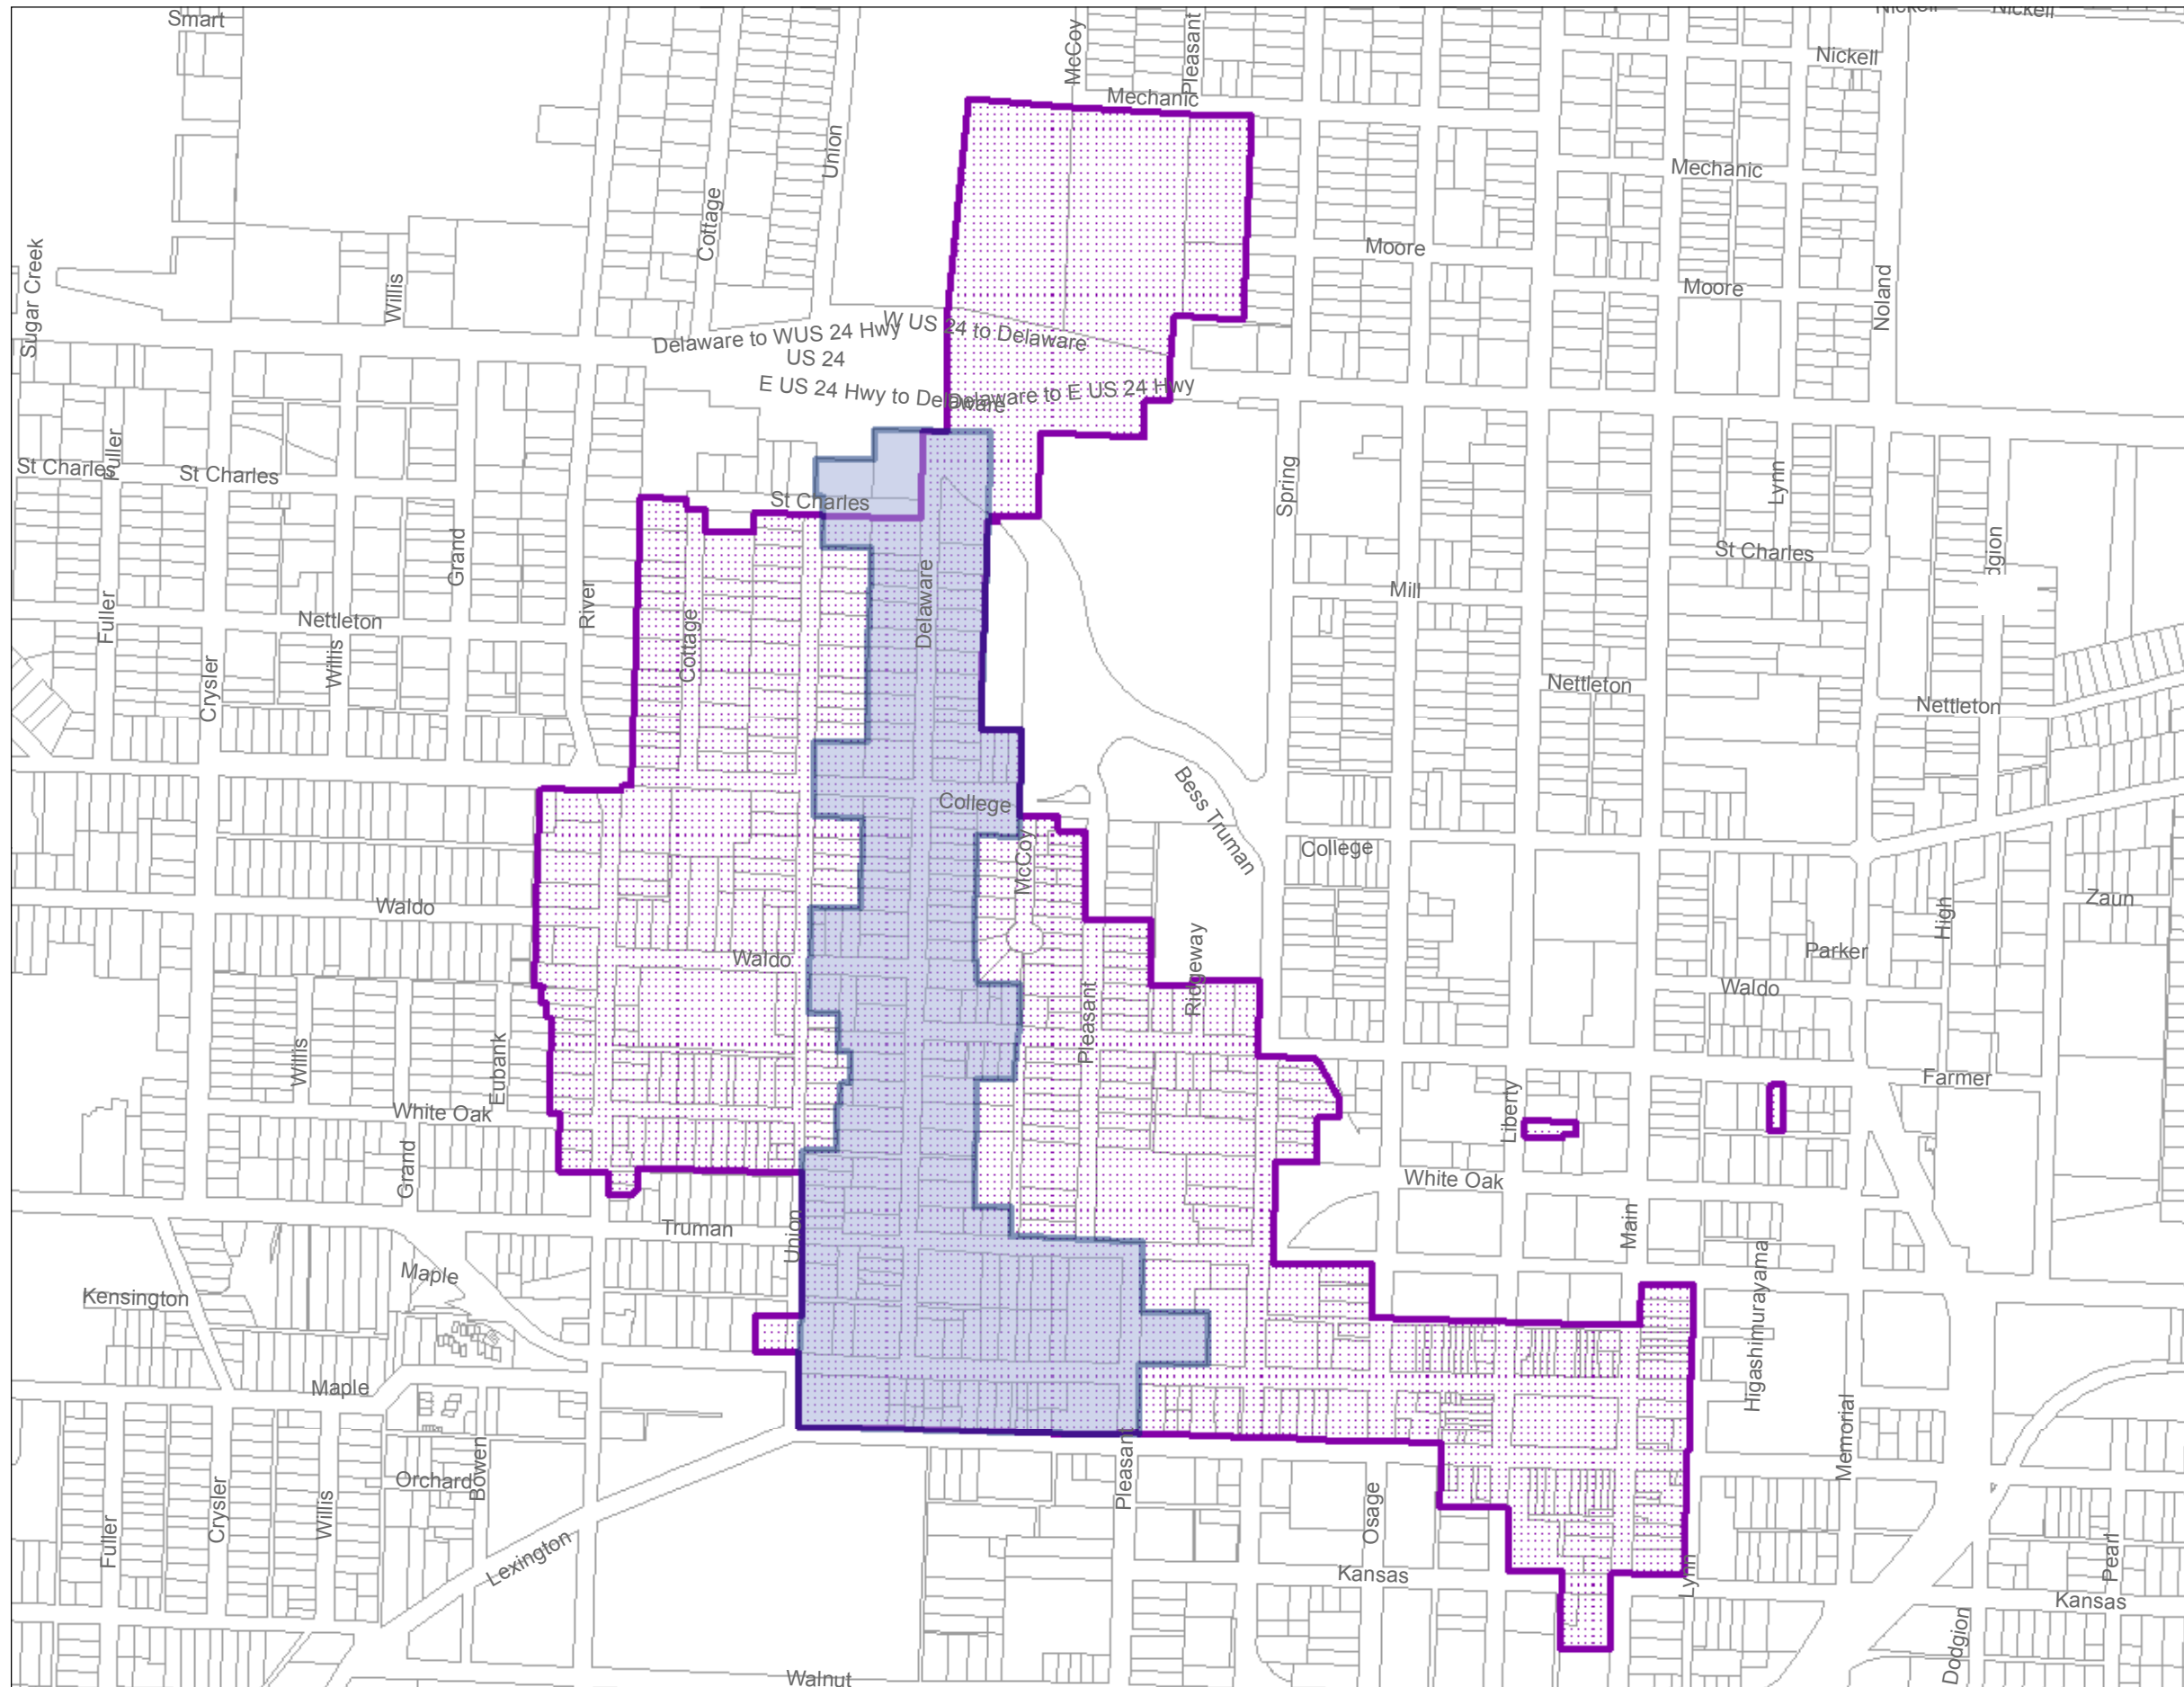 Smart
McCoy
Pleasant
Nickell
Nickell
Nickell
Mechanic
Union
Mechanic
Cottage
Sugar Creek
Willis
Moore
Moore
Noland
W US 24 to Delaware
Delaware to WUS 24 Hwy
US 24
E US 24 Hwy to Delaware
Delaware to E US 24 Hwy
Delaware
Fuller
St Charles
St Charles
St Charles
Spring
Lynn
Grand
St Charles
Delaware
River
Mill
Fuller
Nettleton
Cottage
Willis
Crysler
Nettleton
Nettleton
College
Bess Truman
McCoy
College
Waldo
Zaun
High
Waldo
Ridgeway
Parker
Waldo
Pleasant
Willis
Eubank
Farmer
White Oak
Liberty
Grand
White Oak
Truman
Union
Main
Maple
Kensington
Higashimurayama
Maple
Memorial
Pleasant
Orchard
Bowen
Crysler
Willis
Fuller
Osage
Lexington
Kansas
Lynn
Pearl
Kansas
Dodgion
Walnut